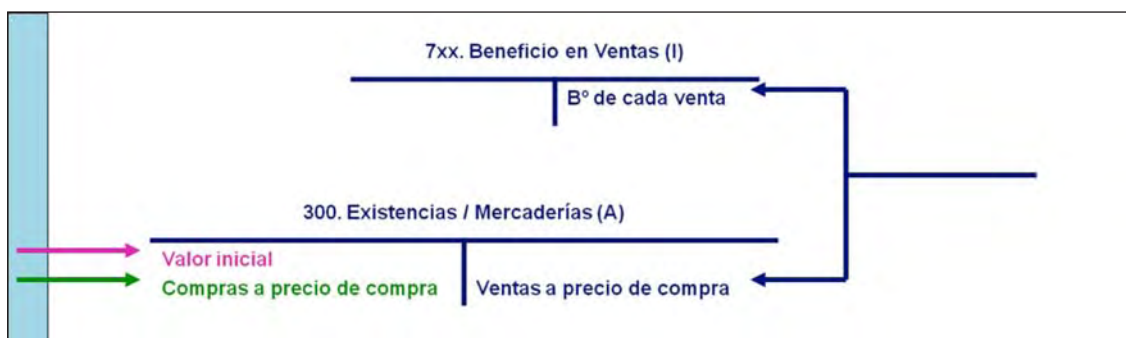 7xx. Beneficio en Ventas (I)
Bº de cada venta
300. Existencias / Mercaderías (A)
Valor inicial
Compras a precio de compra
Ventas a precio de compra